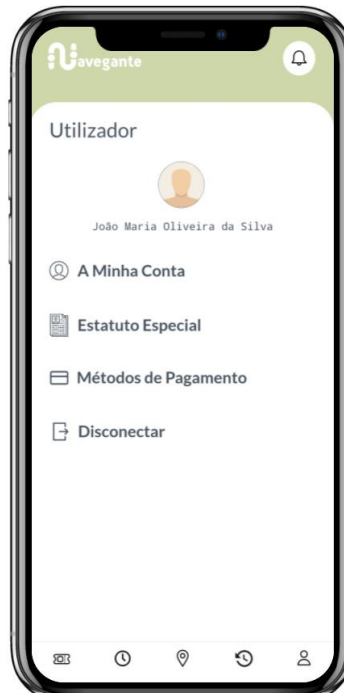 Navegante
Utilizador
João Maria Oliveira da Silva
A Minha Conta
Estatuto Especial
Métodos de Pagamento
Disconectar